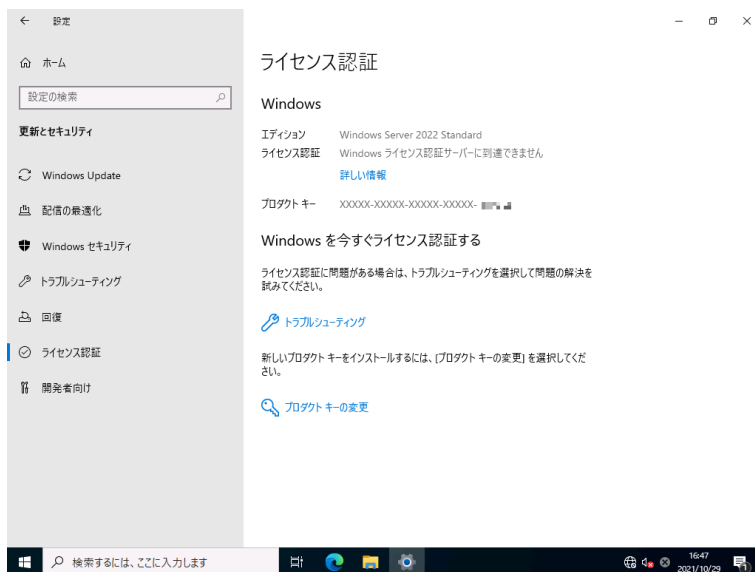 設定
ホーム
設定の検索
更新とセキュリティ
Windows Update
配信の最適化
Windows セキュリティ
トラブルシューティング
回復
ライセンス認証
開発者向け
ライセンス認証
Windows
エディション Windows Server 2022 Standard
ライセンス認証 Windows ライセンス認証サーバーに到達できません
詳しい情報
プロダクト キー XXXXX-XXXXX-XXXXX-XXXXX-
Windows を今すぐライセンス認証する
ライセンス認証に問題がある場合は、トラブルシューティングを選択して問題の解決を
試みてください。
トラブルシューティング
新しいプロダクト キーをインストールするには、[プロダクト キーの変更] を選択してくだ
さい。
プロダクト キーの変更
検索するには、ここに入力します
16:47
2021/10/29